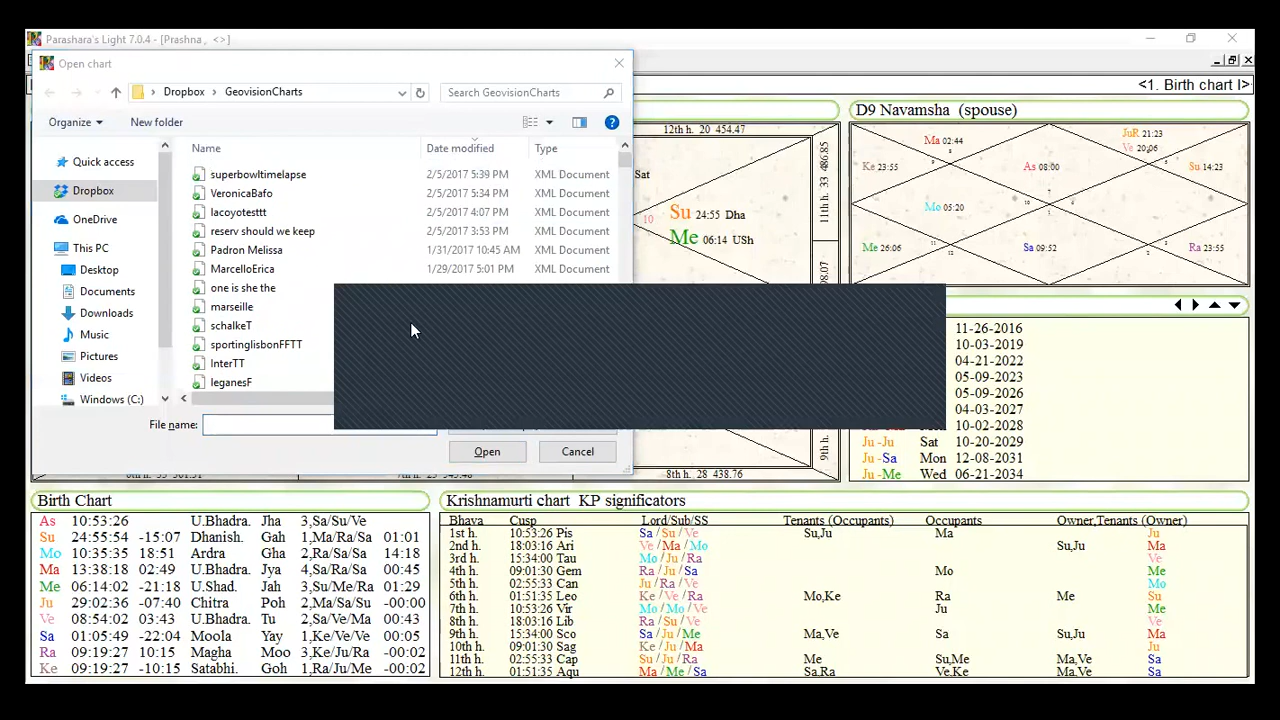 Parashara's Light 7.0.4 - [Prashna , <>]
Open chart
Dropbox > GeovisionCharts
Search GeovisionCharts
<1. Birth chart I>
Organize
New folder
Name
Date modified
Type
Quick access
Dropbox
OneDrive
This PC
Desktop
Documents
Downloads
Music
Pictures
Videos
Windows (C:)
superbowltimelapse 2/5/2017 5:39 PM XML Document
VeronicaBafo 2/5/2017 5:34 PM XML Document
lacoyotesttt 2/5/2017 4:07 PM XML Document
reserv should we keep 2/5/2017 3:53 PM XML Document
Padron Melissa 1/31/2017 10:45 AM XML Document
MarcelloErica 1/29/2017 5:01 PM XML Document
one is she the
marseille
schalkeT
sportinglisbonFFTT
InterTT
leganesF
File name:
Open
Cancel
12th h. 20 454.47
11th h. 33 486.85
Sat
10
Su 24:55 Dha
Me 06:14 USh
98.07
9th h.
8th h. 28 438.76
D9 Navamsha (spouse)
Ma 02:44
JuR 21:23
Ve 20:06
Ke 23:55
As 08:00
Su 14:23
Mo 05:20
Me 26:06
Sa 09:52
Ra 23:55
11-26-2016
10-03-2019
04-21-2022
05-09-2023
05-09-2026
04-03-2027
10-02-2028
Ju -Ju Sat 10-20-2029
Ju -Sa Mon 12-08-2031
Ju -Me Wed 06-21-2034
Birth Chart
As 10:53:26 U.Bhadra. Jha 3,Sa/Su/Ve
Su 24:55:54 -15:07 Dhanish. Gah 1,Ma/Ra/Sa 01:01
Mo 10:35:35 18:51 Ardra Gha 2,Ra/Sa/Sa 14:18
Ma 13:38:18 02:49 U.Bhadra. Jya 4,Sa/Ra/Sa 00:45
Me 06:14:02 -21:18 U.Shad. Jah 3,Su/Me/Ra 01:29
Ju 29:02:36 -07:40 Chitra Poh 2,Ma/Sa/Su -00:00
Ve 08:54:02 03:43 U.Bhadra. Tu 2,Sa/Ve/Ma 00:43
Sa 01:05:49 -22:04 Moola Yay 1,Ke/Ve/Ve 00:05
Ra 09:19:27 10:15 Magha Moo 3,Ke/Sa/Ve -00:02
Ke 09:19:27 -10:15 Satabhi. Goh 1,Ra/Ju/Me -00:02
Krishnamurti chart KP significators
Bhava Cusp Lord/Sub/SS Tenants (Occupants) Occupants Owner,Tenants (Owner)
1st h. 10:53:26 Pis Sa / Su / Ve Su,Ju Ma Ju
2nd h. 18:03:16 Ari Ve / Ma / Mo Su,Ju Ma
3rd h. 15:34:00 Tau Mo / Ju / Ra Ve
4th h. 09:01:30 Gem Ra / Ju / Sa Mo Me
5th h. 02:55:33 Can Ju / Ra / Ve Mo
6th h. 01:51:35 Leo Ke / Ve / Ra Mo,Ke Ra Me Su
7th h. 10:53:26 Vir Mo / Mo / Ve Ju Me
8th h. 18:03:16 Lib Ra / Su / Ve Ve
9th h. 15:34:00 Sco Sa / Ju / Me Ma,Ve Sa Su,Ju Ma
10th h. 09:01:30 Sag Ke / Ju / Ma Ju
11th h. 02:55:33 Cap Su / Ju / Ra Me Su,Me Ma,Ve Sa
12th h. 01:51:35 Aqu Ma / Me / Sa Sa,Ra Ve,Ke Ma,Ve Sa